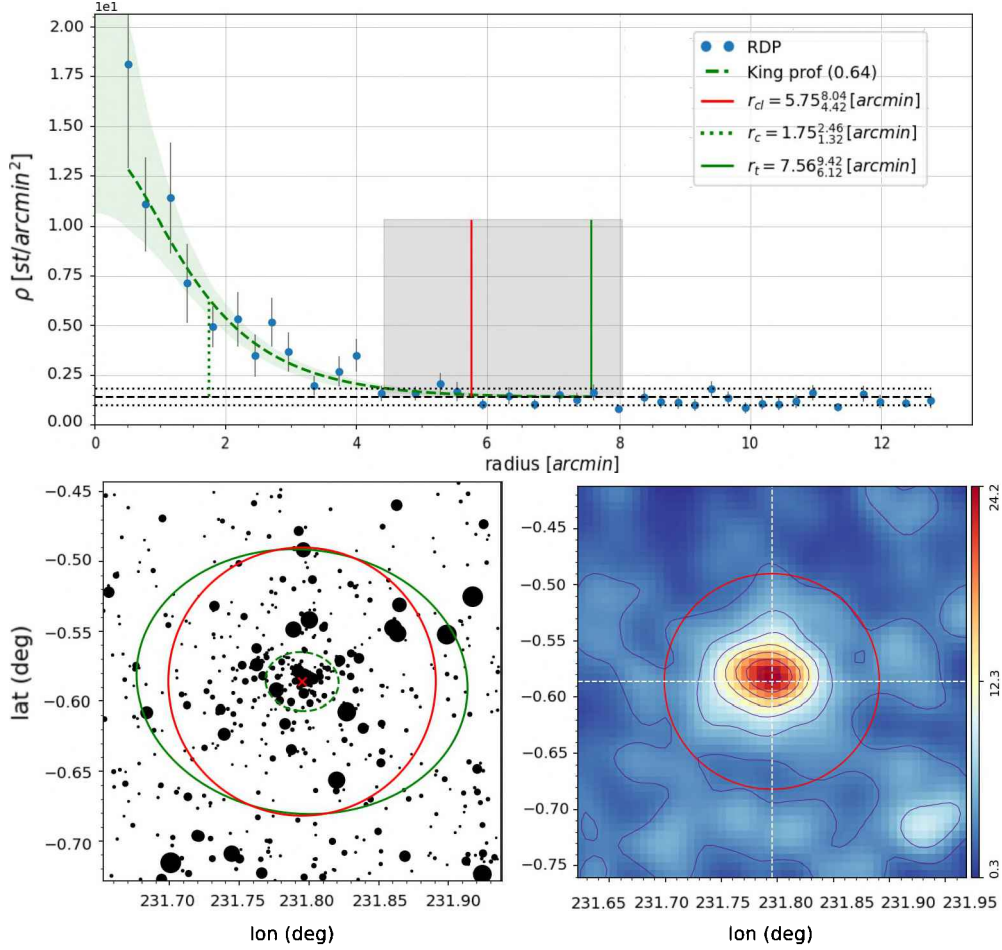 1e1
2.00
1.75
1.50
1.25
1.00
0.75
0.50
0.25
0.00
ρ [st/arcmin²]
RDP
King prof (0.64)
r_cl = 5.75^8.04_4.42 [arcmin]
r_c = 1.75^2.46_1.32 [arcmin]
r_t = 7.56^9.42_6.12 [arcmin]
0 2 4 6 8 10 12
radius [arcmin]
−0.45
−0.50
−0.55
−0.60
−0.65
−0.70
lat (deg)
231.70 231.75 231.80 231.85 231.90
lon (deg)
−0.45
−0.50
−0.55
−0.60
−0.65
−0.70
−0.75
231.65 231.70 231.75 231.80 231.85 231.90 231.95
lon (deg)
24.2
12.3
0.3